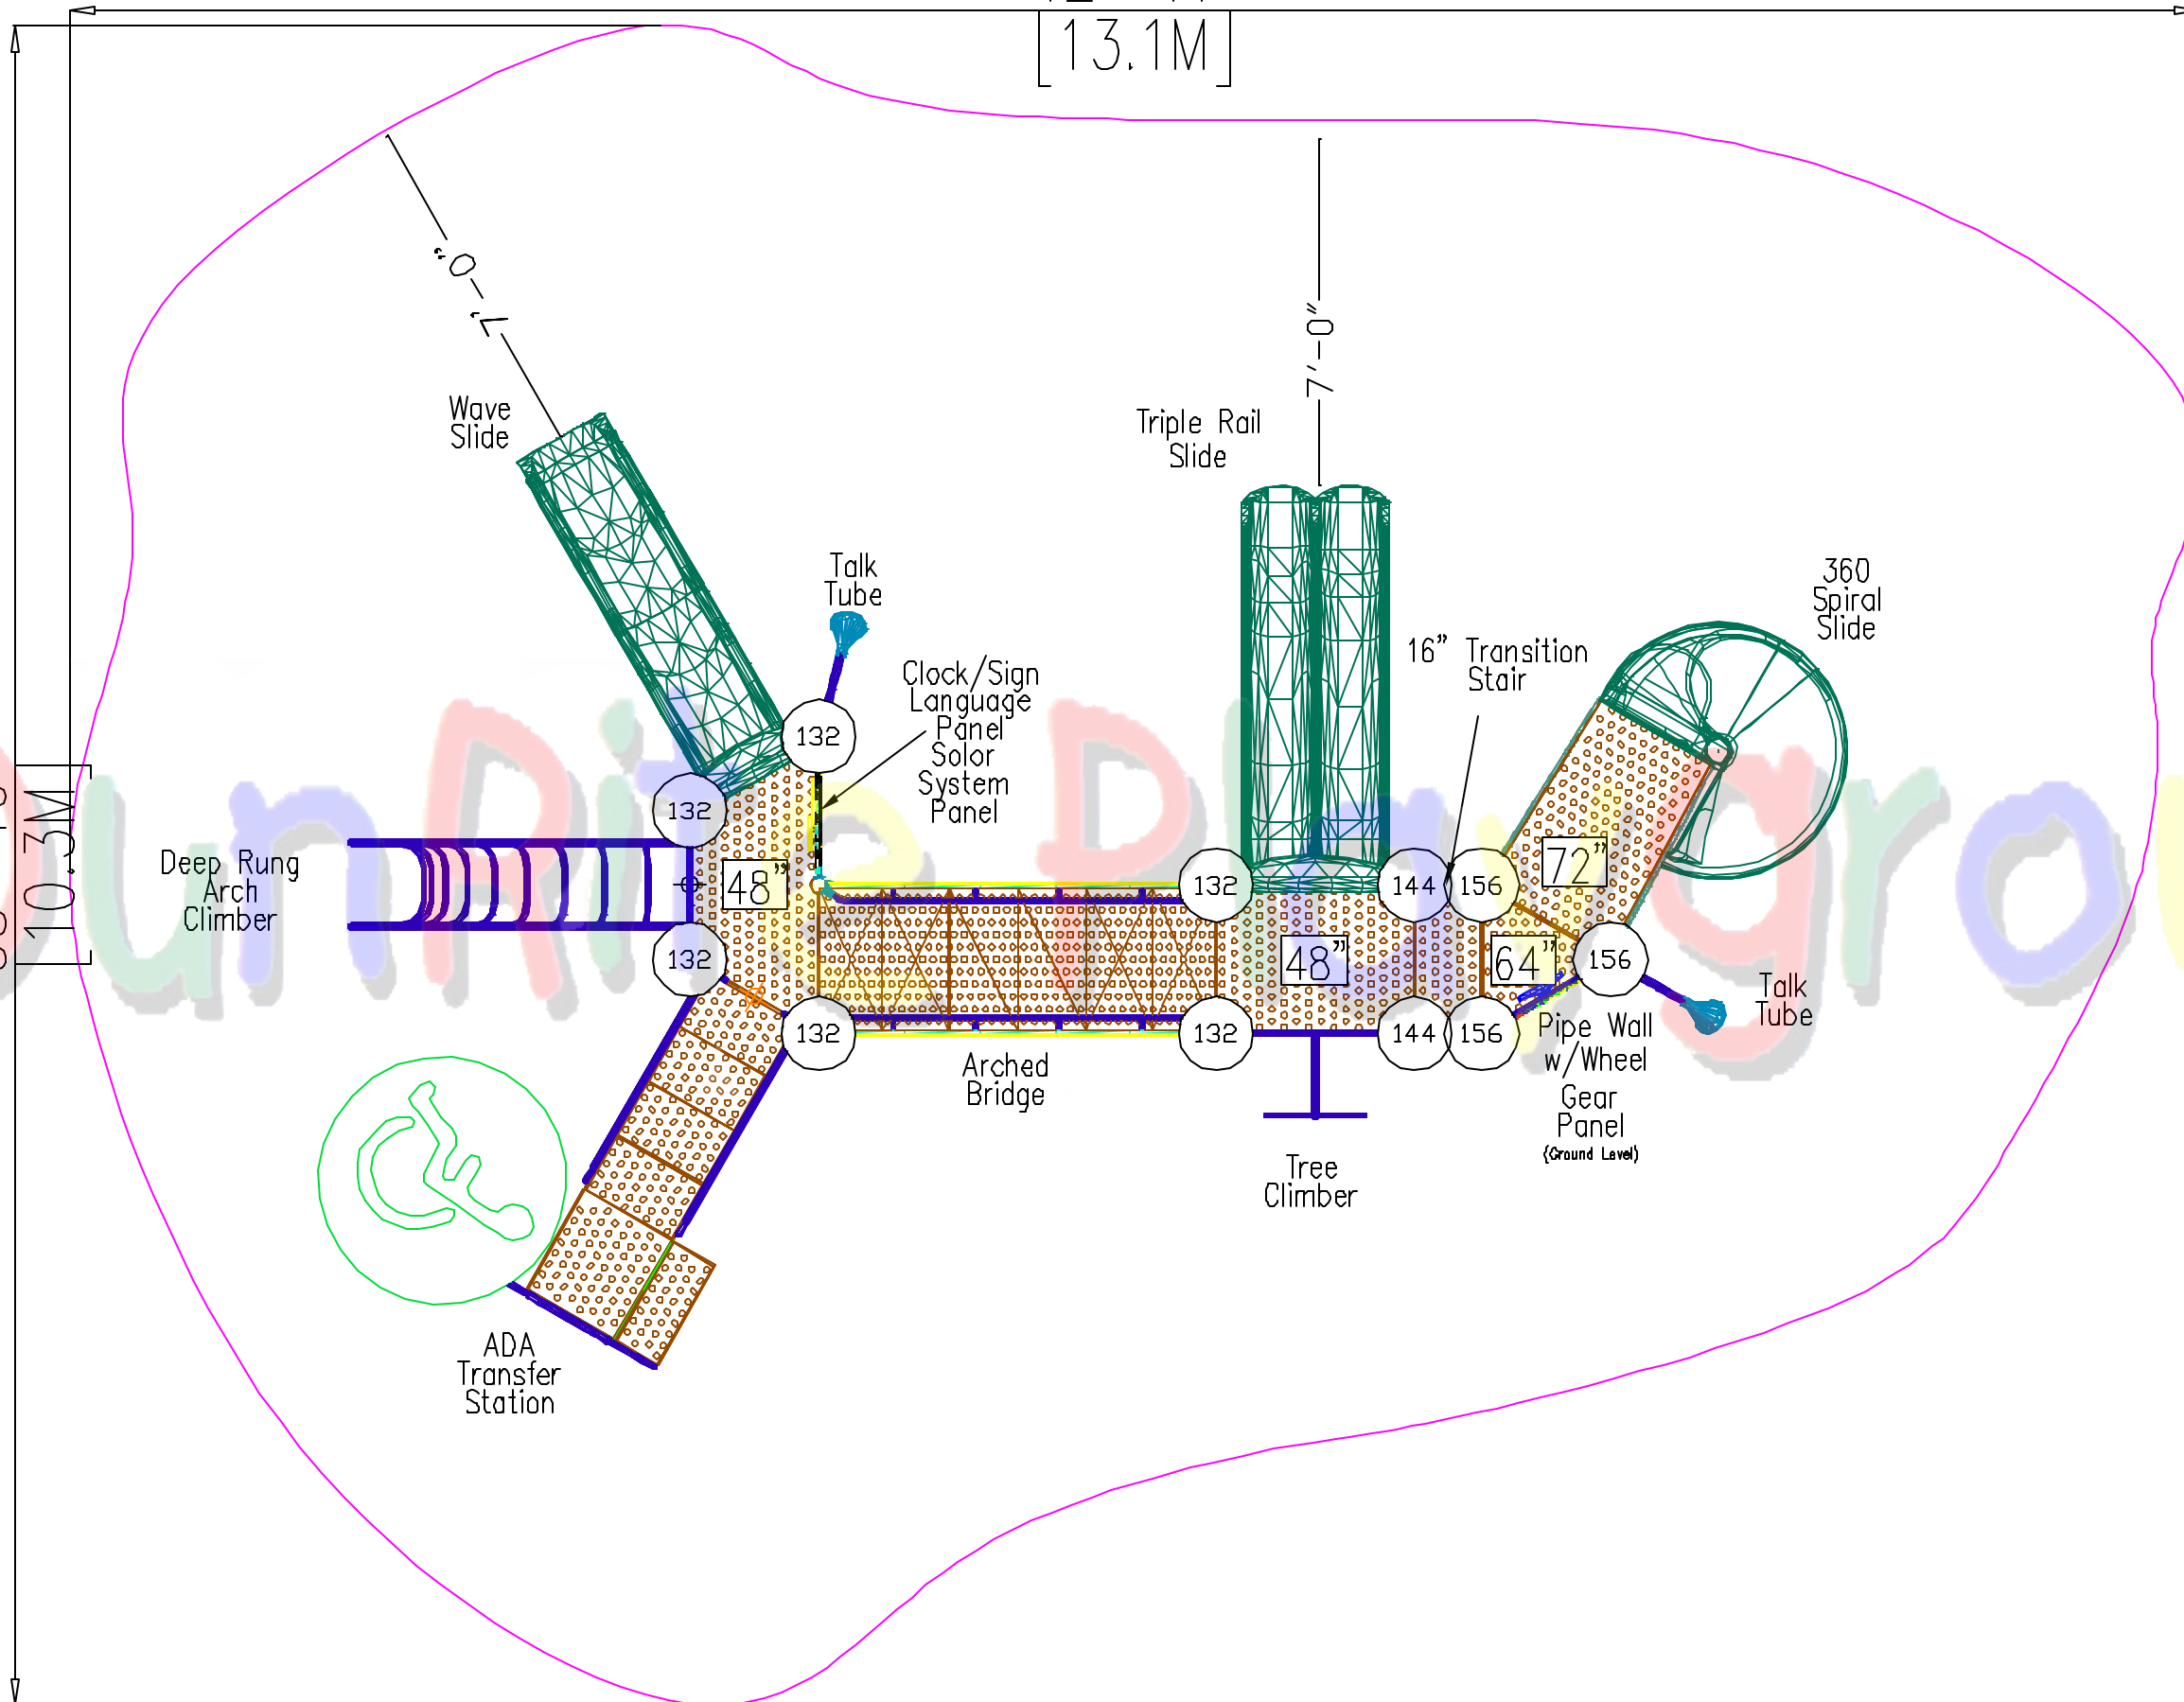 [13.1M]
7'-0"
7'-0"
Wave
Slide
Triple Rail
Slide
Talk
Tube
360
Spiral
Slide
16" Transition
Stair
Clock/Sign
Language
Panel
Solor
System
Panel
132
132
Deep Rung
Arch
Climber
48"
132
144
156
72"
10.3M
DunRite Playgrou
132
48"
64"
156
Talk
Tube
132
132
144
156
Pipe Wall
w/Wheel
Gear
Panel
(Ground Level)
Arched
Bridge
Tree
Climber
ADA
Transfer
Station